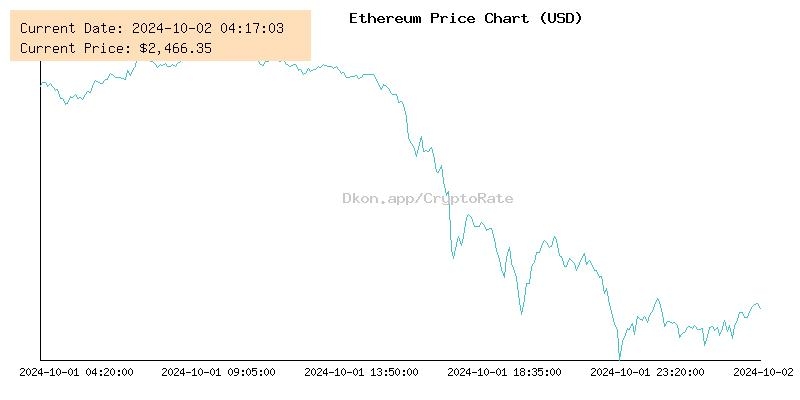 Ethereum Price Chart (USD)
Current Date: 2024-10-02 04:17:03
Current Price: $2,466.35
Dkon.app/CryptoRate
2024-10-01 04:20:00 2024-10-01 09:05:00 2024-10-01 13:50:00 2024-10-01 18:35:00 2024-10-01 23:20:00 2024-10-02